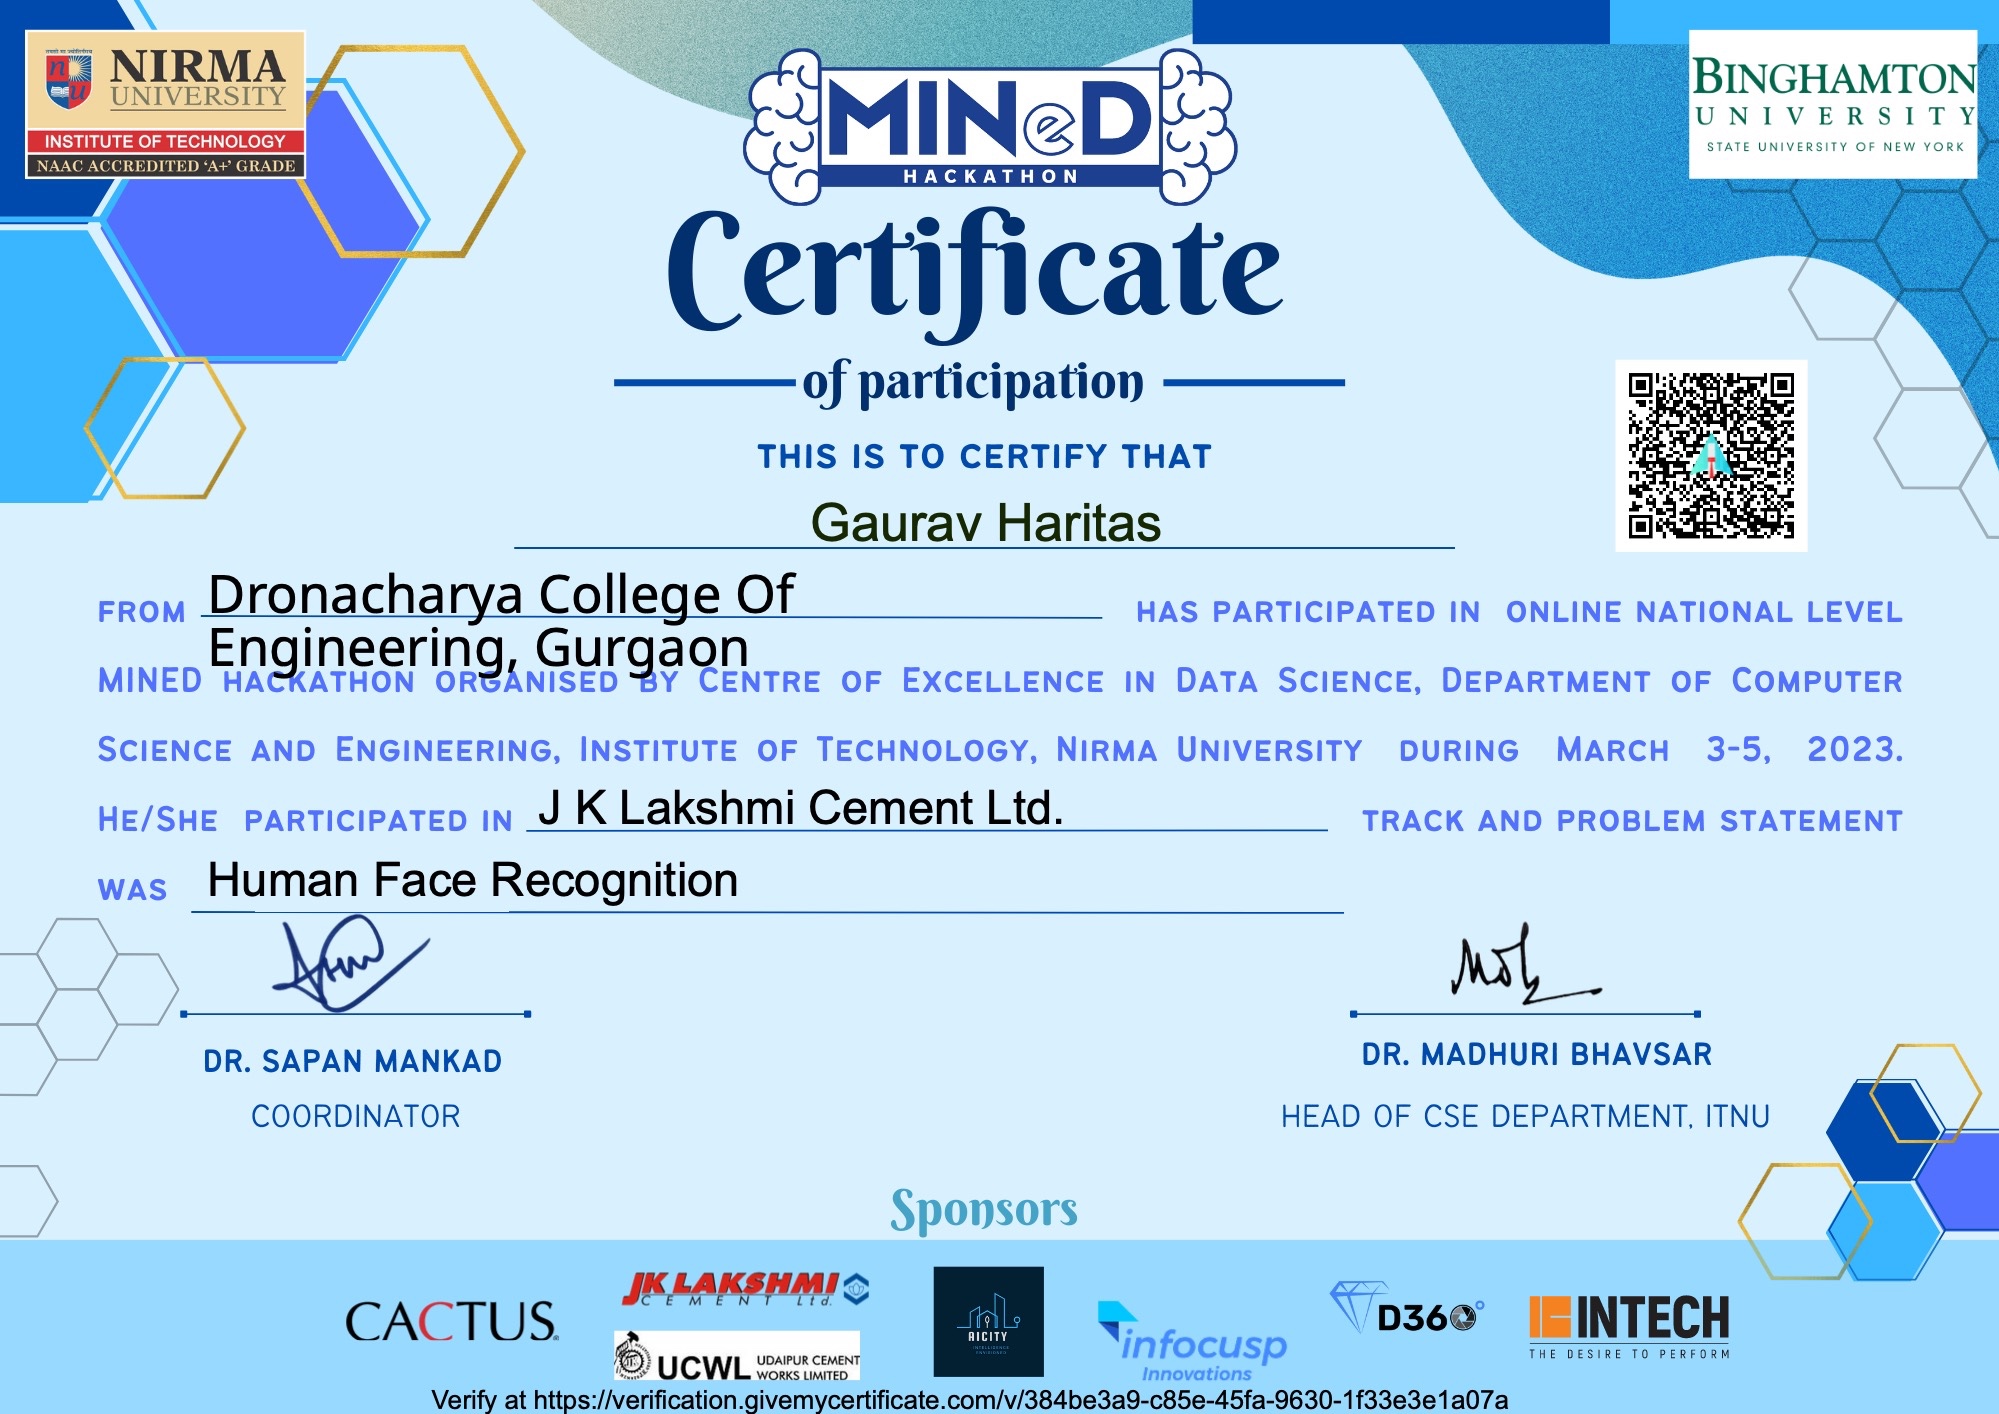 NIRMA
UNIVERSITY
INSTITUTE OF TECHNOLOGY
NAAC ACCREDITED ‘A+’ GRADE
MINeD
HACKATHON
BINGHAMTON
UNIVERSITY
STATE UNIVERSITY OF NEW YORK
Certificate
of participation
THIS IS TO CERTIFY THAT
Gaurav Haritas
FROM Dronacharya College Of Engineering, Gurgaon HAS PARTICIPATED IN ONLINE NATIONAL LEVEL
MINED HACKATHON ORGANISED BY CENTRE OF EXCELLENCE IN DATA SCIENCE, DEPARTMENT OF COMPUTER
SCIENCE AND ENGINEERING, INSTITUTE OF TECHNOLOGY, NIRMA UNIVERSITY DURING MARCH 3-5, 2023.
HE/SHE PARTICIPATED IN J K Lakshmi Cement Ltd. TRACK AND PROBLEM STATEMENT
WAS Human Face Recognition
DR. SAPAN MANKAD
COORDINATOR
DR. MADHURI BHAVSAR
HEAD OF CSE DEPARTMENT, ITNU
Sponsors
CACTUS
JK LAKSHMI
CEMENT Ltd.
UCWL UDAIPUR CEMENT
WORKS LIMITED
AICITY
infocusp
Innovations
D360°
INTECH
THE DESIRE TO PERFORM
Verify at https://verification.givemycertificate.com/v/384be3a9-c85e-45fa-9630-1f33e3e1a07a